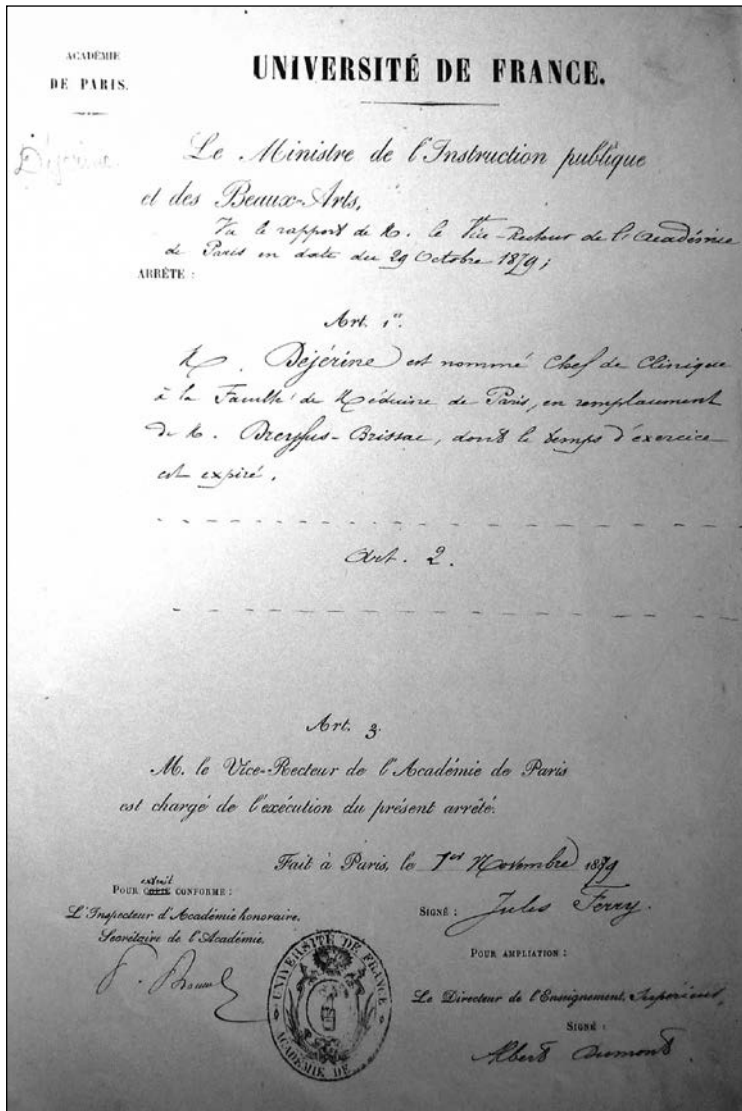 ACADÉMIE
DE PARIS.
UNIVERSITÉ DE FRANCE.
Déjerine
Le Ministre de l'Instruction publique
et des Beaux-Arts,
Vu le rapport de M. le Vice-Recteur de l'Académie
de Paris en date du 29 Octobre 1879;
ARRÊTE :
Art. 1er.
M. Déjérine est nommé Chef de Clinique
à la Faculté de Médecine de Paris, en remplacement
de M. Dreyfus-Brissac, dont le temps d'exercice
est expiré.
Art. 2.
Art. 3
M. le Vice-Recteur de l'Académie de Paris
est chargé de l'exécution du présent arrêté.
Fait à Paris, le 1er Novembre 1879
extrait
POUR COPIE CONFORME :
L'Inspecteur d'Académie honoraire,
Secrétaire de l'Académie,
SIGNÉ : Jules Ferry.
POUR AMPLIATION :
Le Directeur de l'Enseignement Supérieur,
SIGNÉ :
Albert Dumont
UNIVERSITÉ DE FRANCE
ACADÉMIE DE